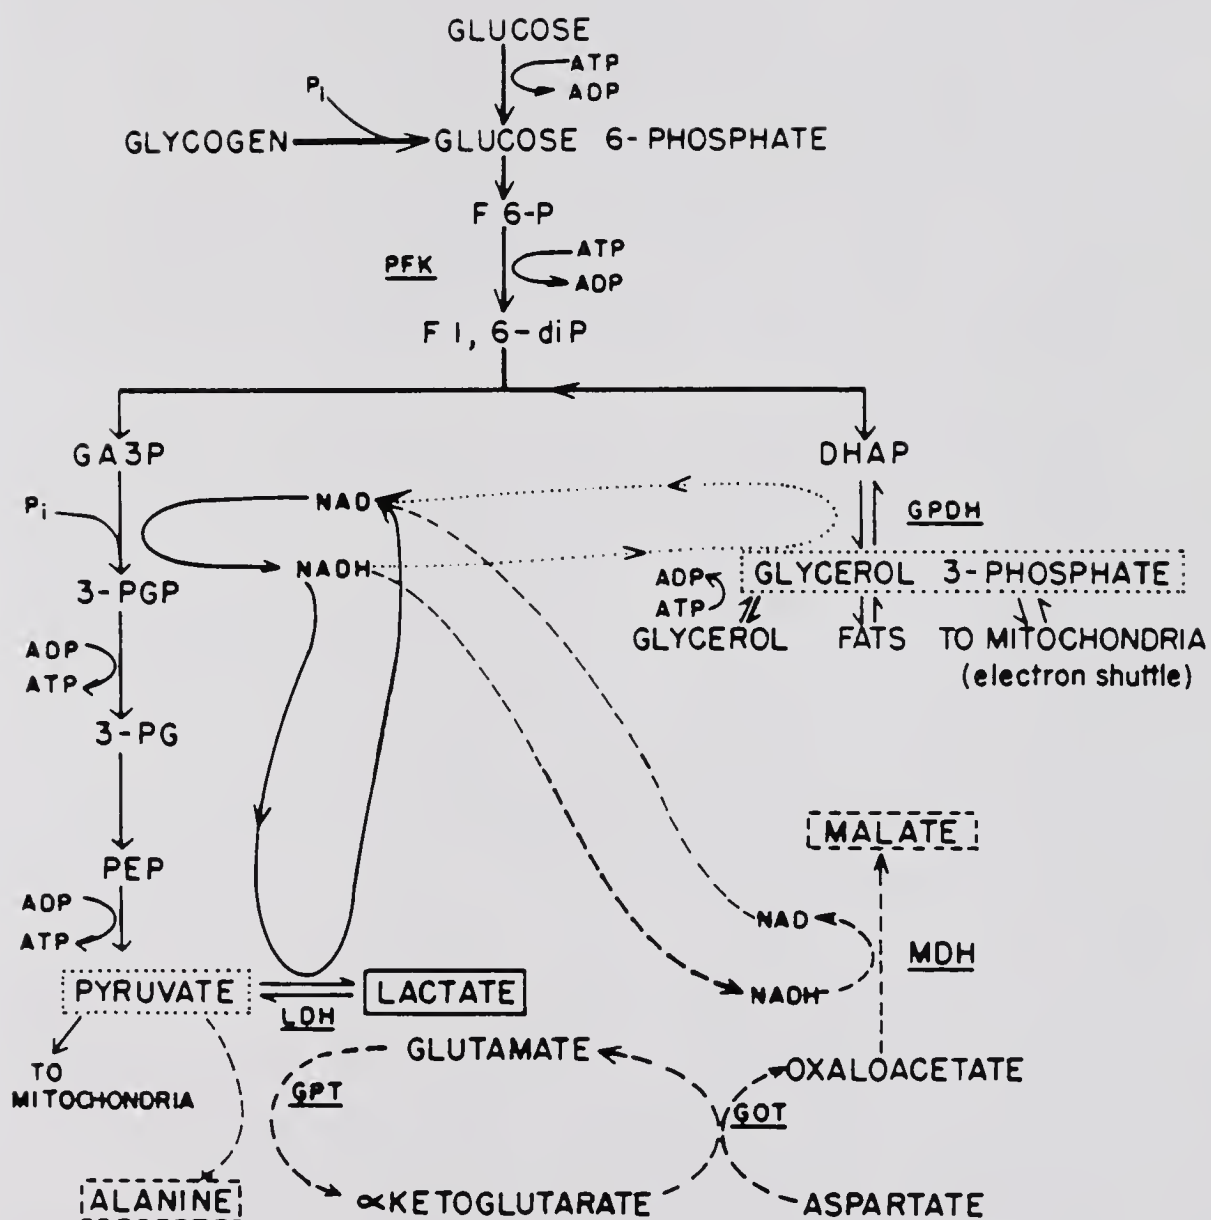 GLUCOSE
ATP
ADP
Pi
GLYCOGEN
GLUCOSE 6-PHOSPHATE
F 6-P
PFK
ATP
ADP
F 1, 6-diP
GA3P
DHAP
Pi
NAD
GPDH
NADH
3-PGP
ADP
ATP
GLYCEROL 3-PHOSPHATE
GLYCEROL
FATS
TO MITOCHONDRIA
(electron shuttle)
ADP
ATP
3-PG
MALATE
PEP
ADP
ATP
NAD
MDH
NADH
PYRUVATE
LACTATE
LDH
GLUTAMATE
OXALOACETATE
TO
MITOCHONDRIA
GPT
GOT
ALANINE
αKETOGLUTARATE
ASPARTATE